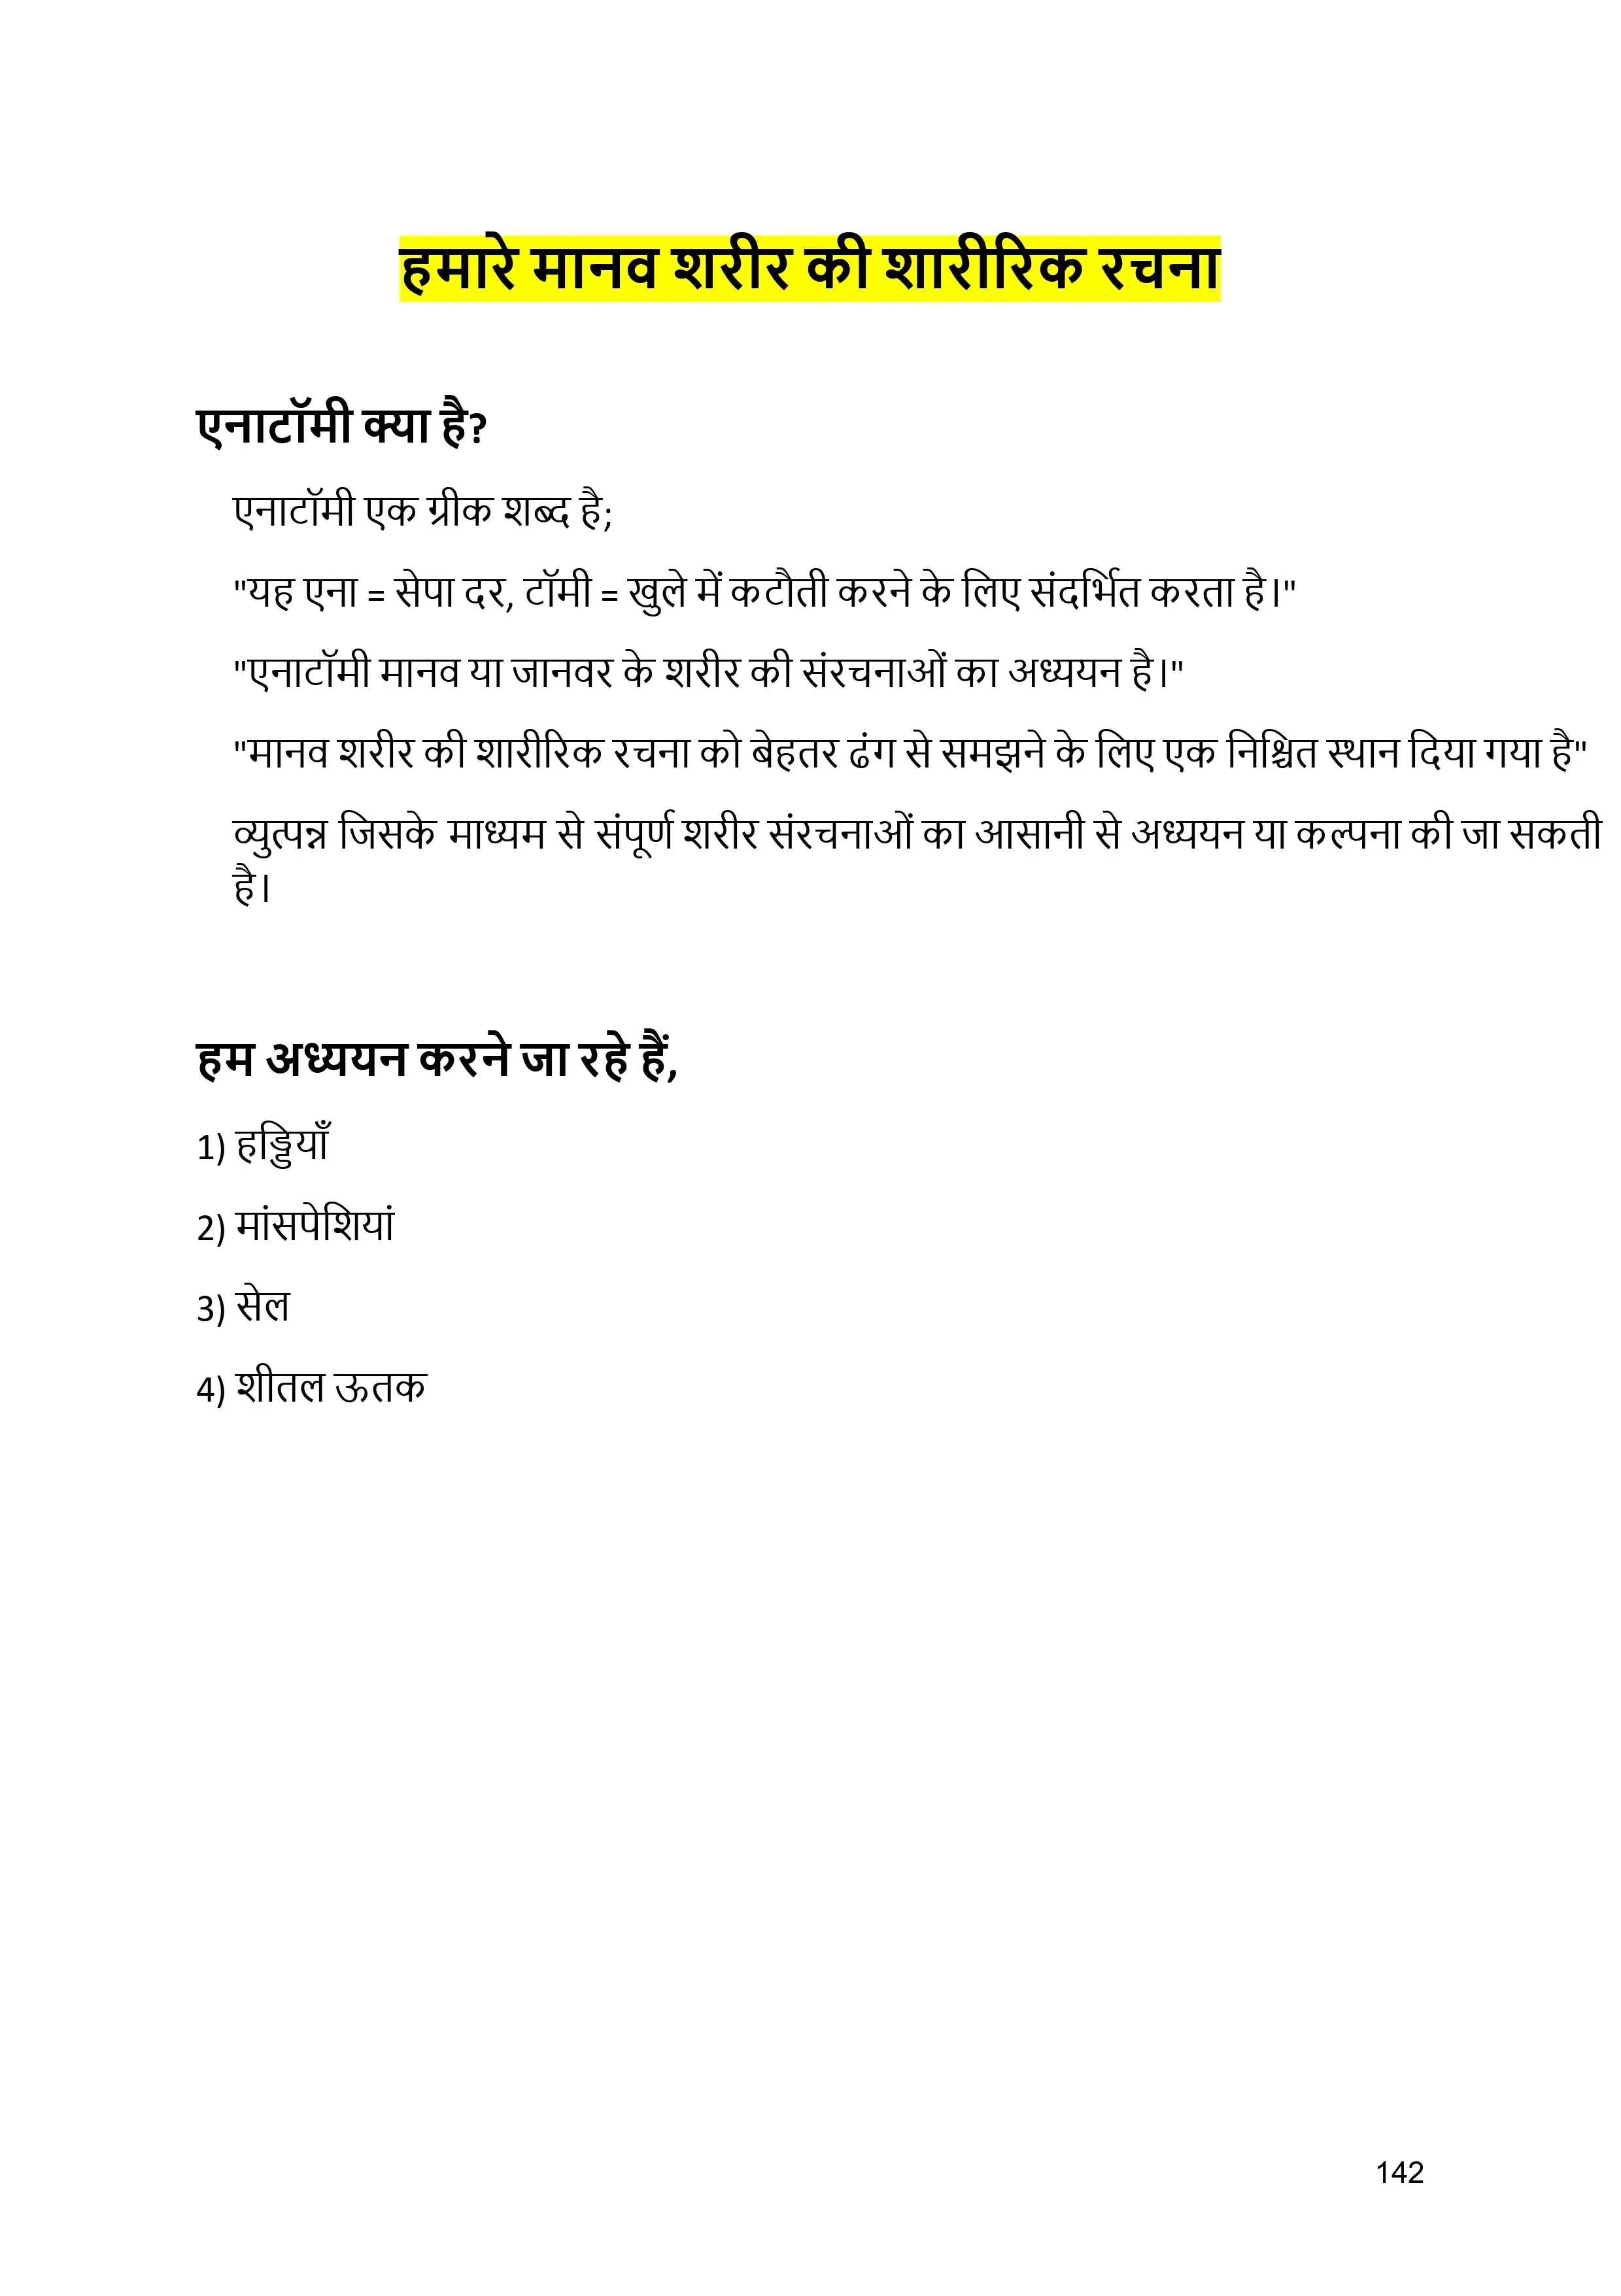 हमारे मानव शरीर की शारीरिक रचना
एनाटॉमी क्या है?
एनाटॉमी एक ग्रीक शब्द है;
"यह एना = सेपा दर, टॉमी = खुले में कटौती करने के लिए संदर्भित करता है।"
"एनाटॉमी मानव या जानवर के शरीर की संरचनाओं का अध्ययन है।"
"मानव शरीर की शारीरिक रचना को बेहतर ढंग से समझने के लिए एक निश्चित स्थान दिया गया है"
व्युत्पन्न जिसके माध्यम से संपूर्ण शरीर संरचनाओं का आसानी से अध्ययन या कल्पना की जा सकती
है।
हम अध्ययन करने जा रहे हैं,
1) हड्डियाँ
2) मांसपेशियां
3) सेल
4) शीतल ऊतक
142